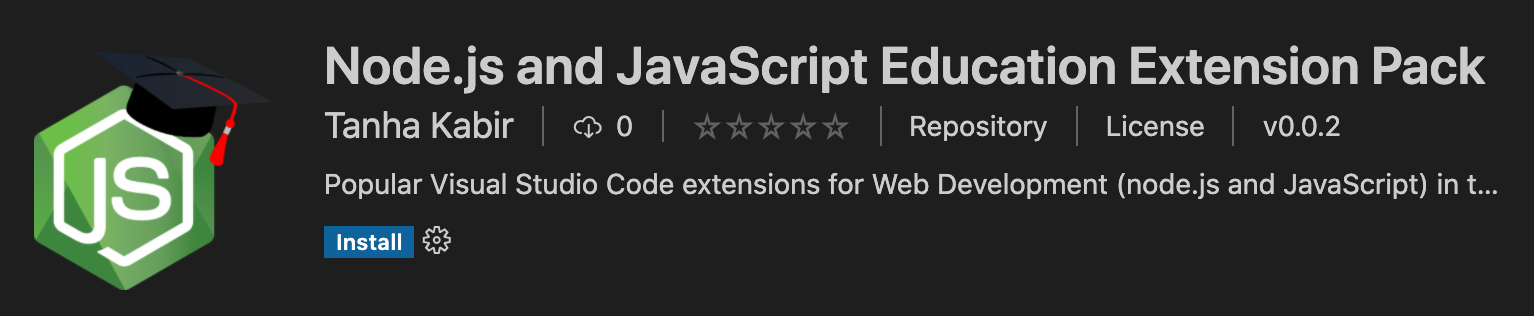 Node.js and JavaScript Education Extension Pack
Tanha Kabir | 0 | Repository | License | v0.0.2
Popular Visual Studio Code extensions for Web Development (node.js and JavaScript) in t...
Install
JS